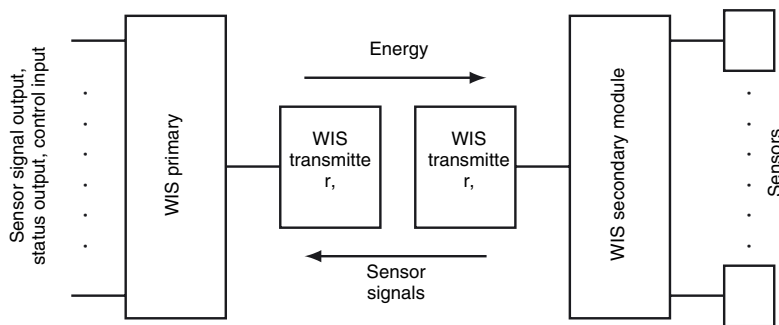 Sensor signal output,
status output, control input
WIS primary
Energy
WIS
transmitte
r,
WIS
transmitte
r,
Sensor
signals
WIS secondary module
Sensors